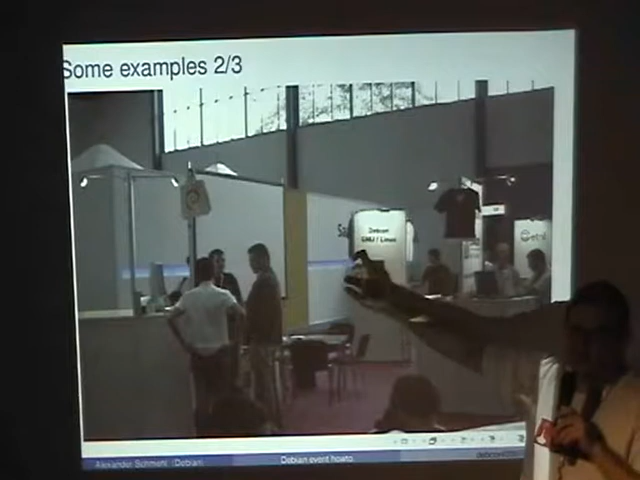 Some examples 2/3
Debian
GNU / Linux
Alexander Schmehl (Debian)
Debian event howto